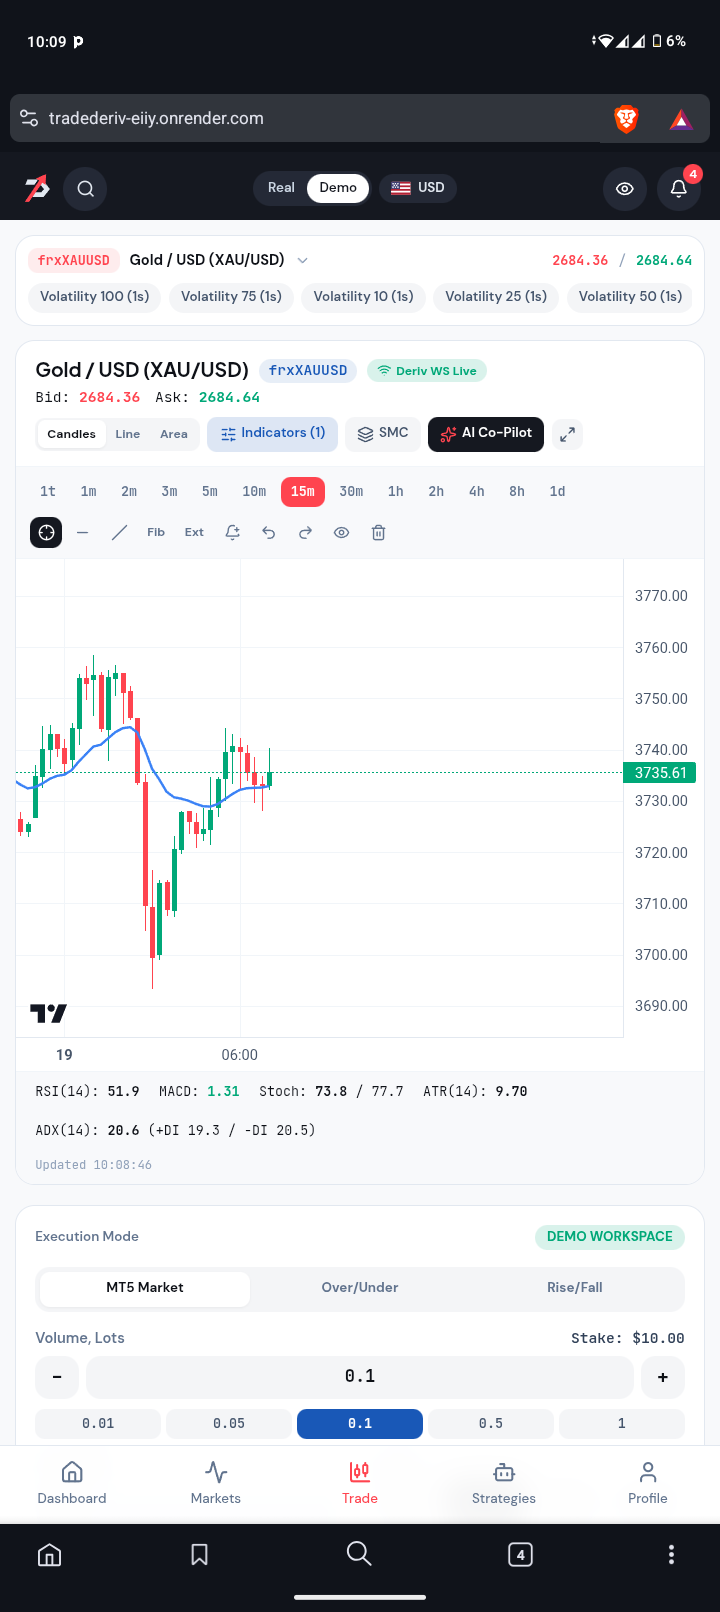 10:09
6%
tradederiv-eiiy.onrender.com
Real Demo USD
4
frxXAUUSD Gold / USD (XAU/USD) 2684.36 / 2684.64
Volatility 100 (1s) Volatility 75 (1s) Volatility 10 (1s) Volatility 25 (1s) Volatility 50 (1s)
Gold / USD (XAU/USD) frxXAUUSD Deriv WS Live
Bid: 2684.36 Ask: 2684.64
Candles Line Area Indicators (1) SMC AI Co-Pilot
1t 1m 2m 3m 5m 10m 15m 30m 1h 2h 4h 8h 1d
Fib Ext
3770.00
3760.00
3750.00
3740.00
3735.61
3730.00
3720.00
3710.00
3700.00
3690.00
19 06:00
RSI(14): 51.9 MACD: 1.31 Stoch: 73.8 / 77.7 ATR(14): 9.70
ADX(14): 20.6 (+DI 19.3 / -DI 20.5)
Updated 10:08:46
Execution Mode DEMO WORKSPACE
MT5 Market Over/Under Rise/Fall
Volume, Lots Stake: $10.00
- 0.1 +
0.01 0.05 0.1 0.5 1
Dashboard Markets Trade Strategies Profile
4